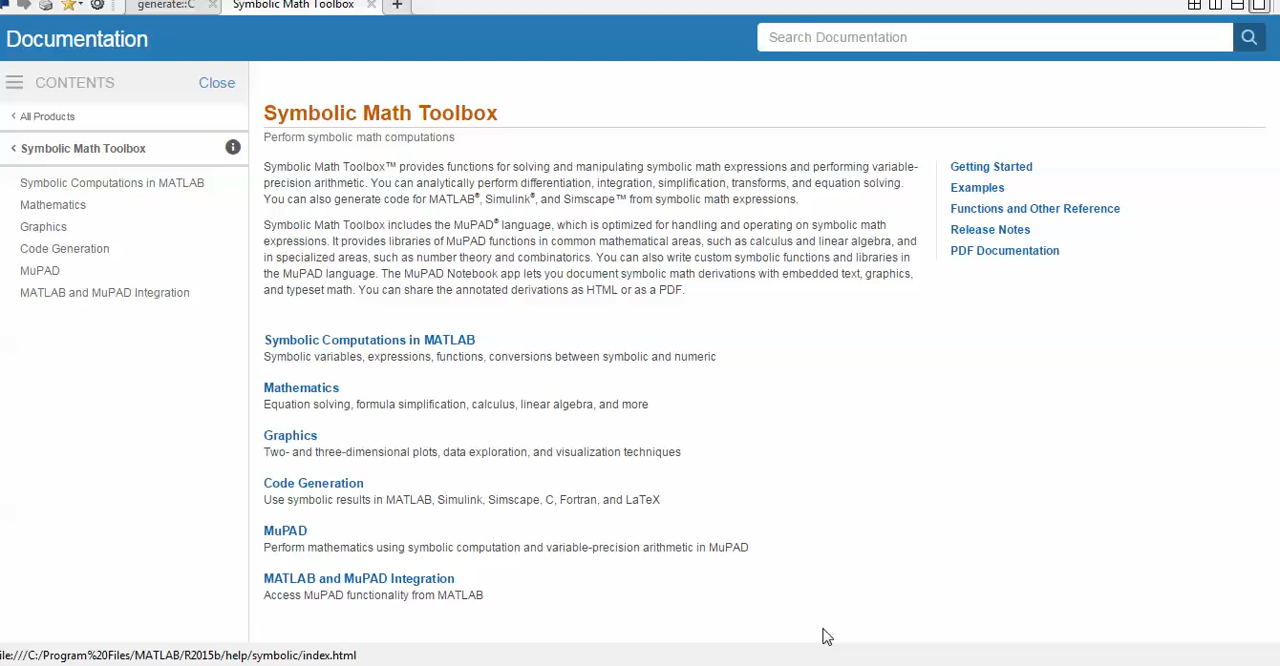 generate::C
Symbolic Math Toolbox
Documentation
Search Documentation
CONTENTS
Close
All Products
Symbolic Math Toolbox
Symbolic Computations in MATLAB
Mathematics
Graphics
Code Generation
MuPAD
MATLAB and MuPAD Integration
Symbolic Math Toolbox
Perform symbolic math computations
Symbolic Math Toolbox™ provides functions for solving and manipulating symbolic math expressions and performing variable-
precision arithmetic. You can analytically perform differentiation, integration, simplification, transforms, and equation solving.
You can also generate code for MATLAB®, Simulink®, and Simscape™ from symbolic math expressions.
Symbolic Math Toolbox includes the MuPAD® language, which is optimized for handling and operating on symbolic math
expressions. It provides libraries of MuPAD functions in common mathematical areas, such as calculus and linear algebra, and
in specialized areas, such as number theory and combinatorics. You can also write custom symbolic functions and libraries in
the MuPAD language. The MuPAD Notebook app lets you document symbolic math derivations with embedded text, graphics,
and typeset math. You can share the annotated derivations as HTML or as a PDF.
Getting Started
Examples
Functions and Other Reference
Release Notes
PDF Documentation
Symbolic Computations in MATLAB
Symbolic variables, expressions, functions, conversions between symbolic and numeric
Mathematics
Equation solving, formula simplification, calculus, linear algebra, and more
Graphics
Two- and three-dimensional plots, data exploration, and visualization techniques
Code Generation
Use symbolic results in MATLAB, Simulink, Simscape, C, Fortran, and LaTeX
MuPAD
Perform mathematics using symbolic computation and variable-precision arithmetic in MuPAD
MATLAB and MuPAD Integration
Access MuPAD functionality from MATLAB
ile:///C:/Program%20Files/MATLAB/R2015b/help/symbolic/index.html